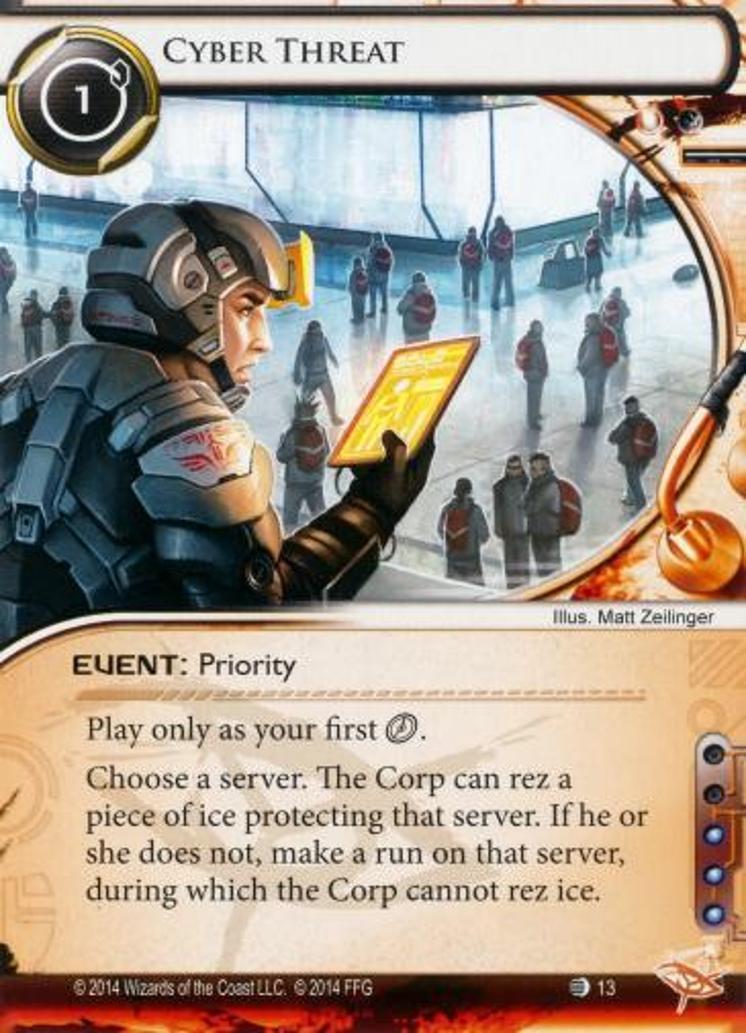 Cyber Threat
1
Illus. Matt Zeilinger
EVENT: Priority
Play only as your first .
Choose a server. The Corp can rez a
piece of ice protecting that server. If he or
she does not, make a run on that server,
during which the Corp cannot rez ice.
© 2014 Wizards of the Coast LLC. © 2014 FFG
13